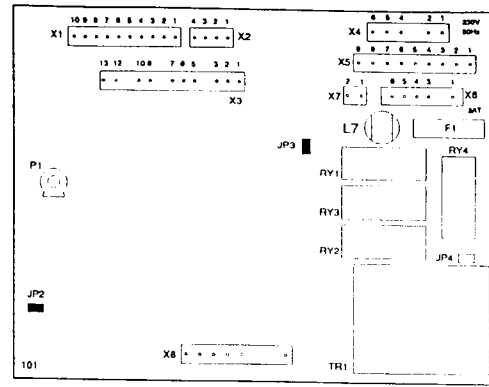 10 9 8 7 6 5 4 3 2 1
4 3 2 1
6 5 4 2 1
230V
50Hz
X1
X2
X4
X5
9 8 7 6 5 4 3 2 1
13 12 10 9 7 6 5 3 2 1
X3
2
6 5 4 3 1
X7
X6
L7
F1
JP3
RY4
P1
RY1
RY3
RY2
JP4
JP2
X8
101
TR1